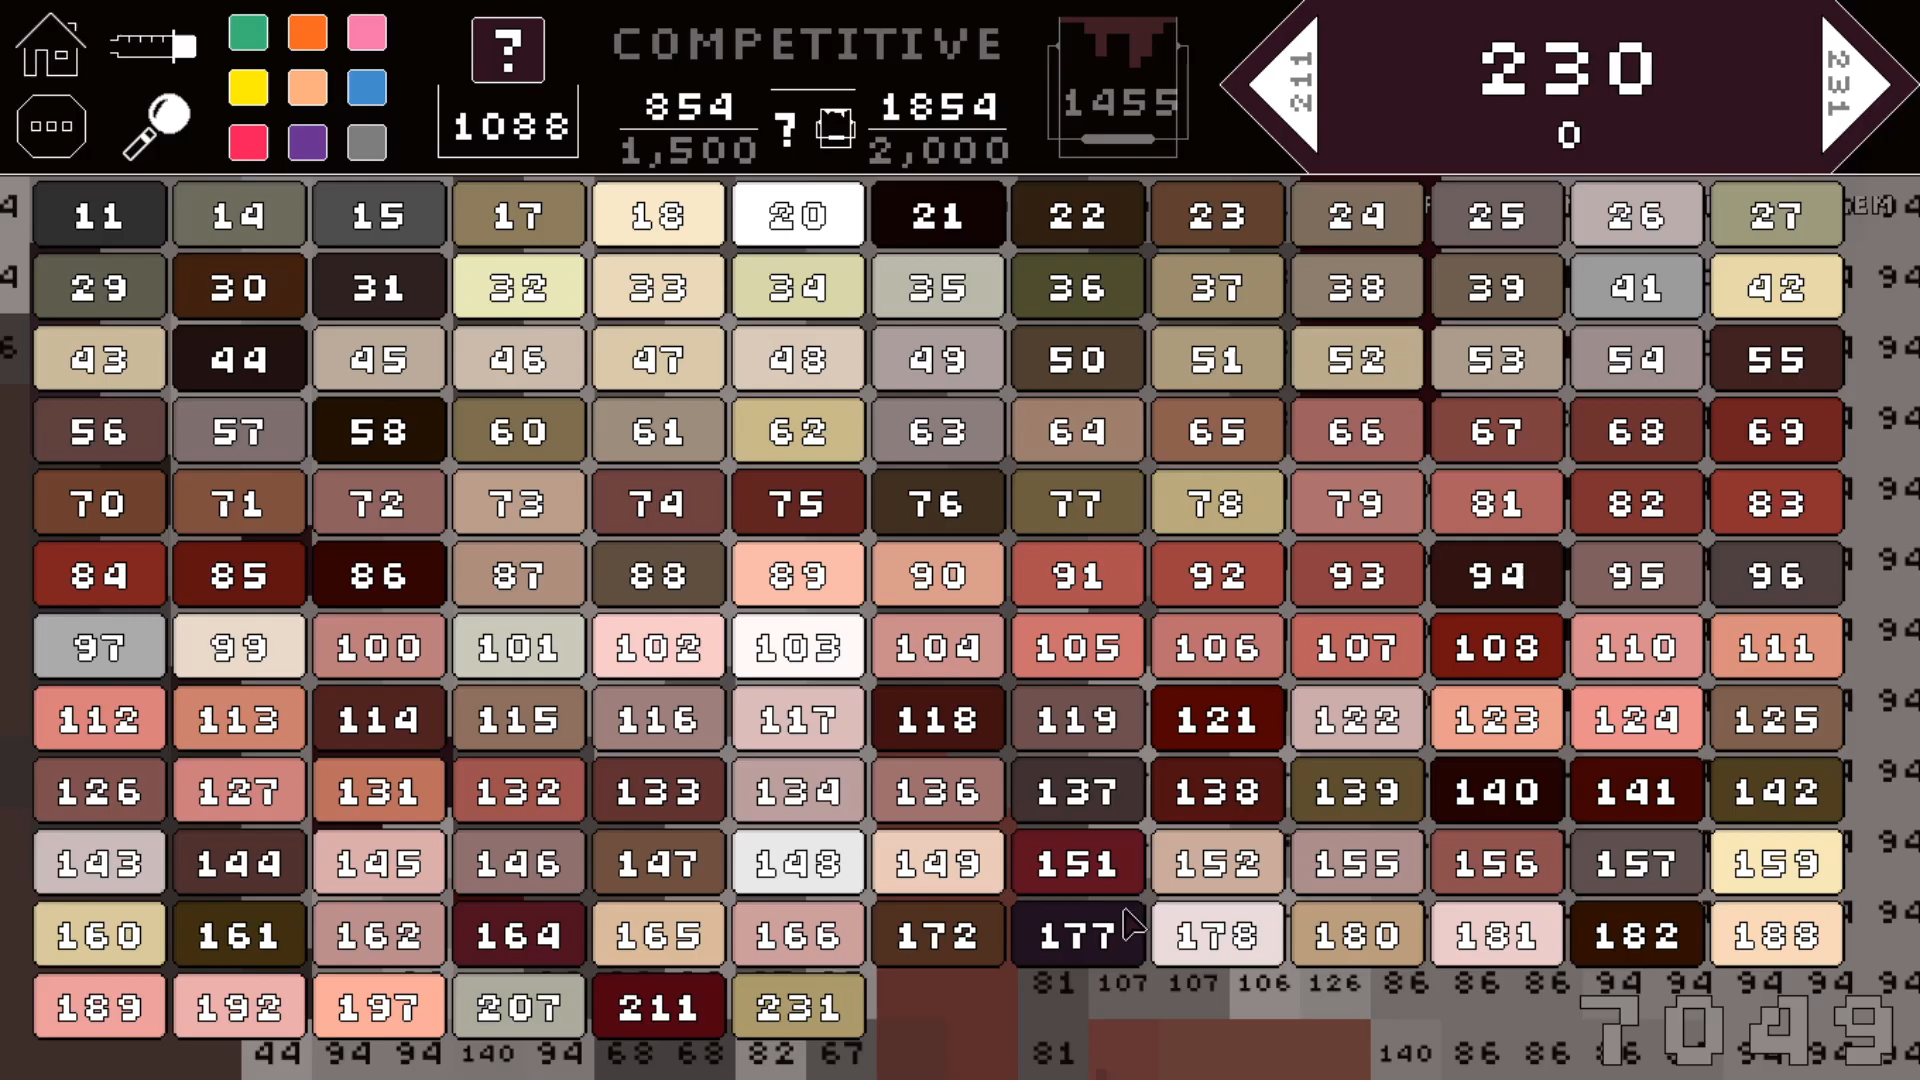 COMPETITIVE
?
1088
854
1,500
?
1854
2,000
1455
211
230
0
231
11 14 15 17 18 20 21 22 23 24 25 26 27
29 30 31 32 33 34 35 36 37 38 39 41 42
43 44 45 46 47 48 49 50 51 52 53 54 55
56 57 58 60 61 62 63 64 65 66 67 68 69
70 71 72 73 74 75 76 77 78 79 81 82 83
84 85 86 87 88 89 90 91 92 93 94 95 96
97 99 100 101 102 103 104 105 106 107 108 110 111
112 113 114 115 116 117 118 119 121 122 123 124 125
126 127 131 132 133 134 136 137 138 139 140 141 142
143 144 145 146 147 148 149 151 152 155 156 157 159
160 161 162 164 165 166 172 177 178 180 181 182 188
189 192 197 207 211 231
81 107 107 106 126 86 86 86 94 94 94 94
44 94 94 140 94 68 68 82 67 81 140 86 86
7049